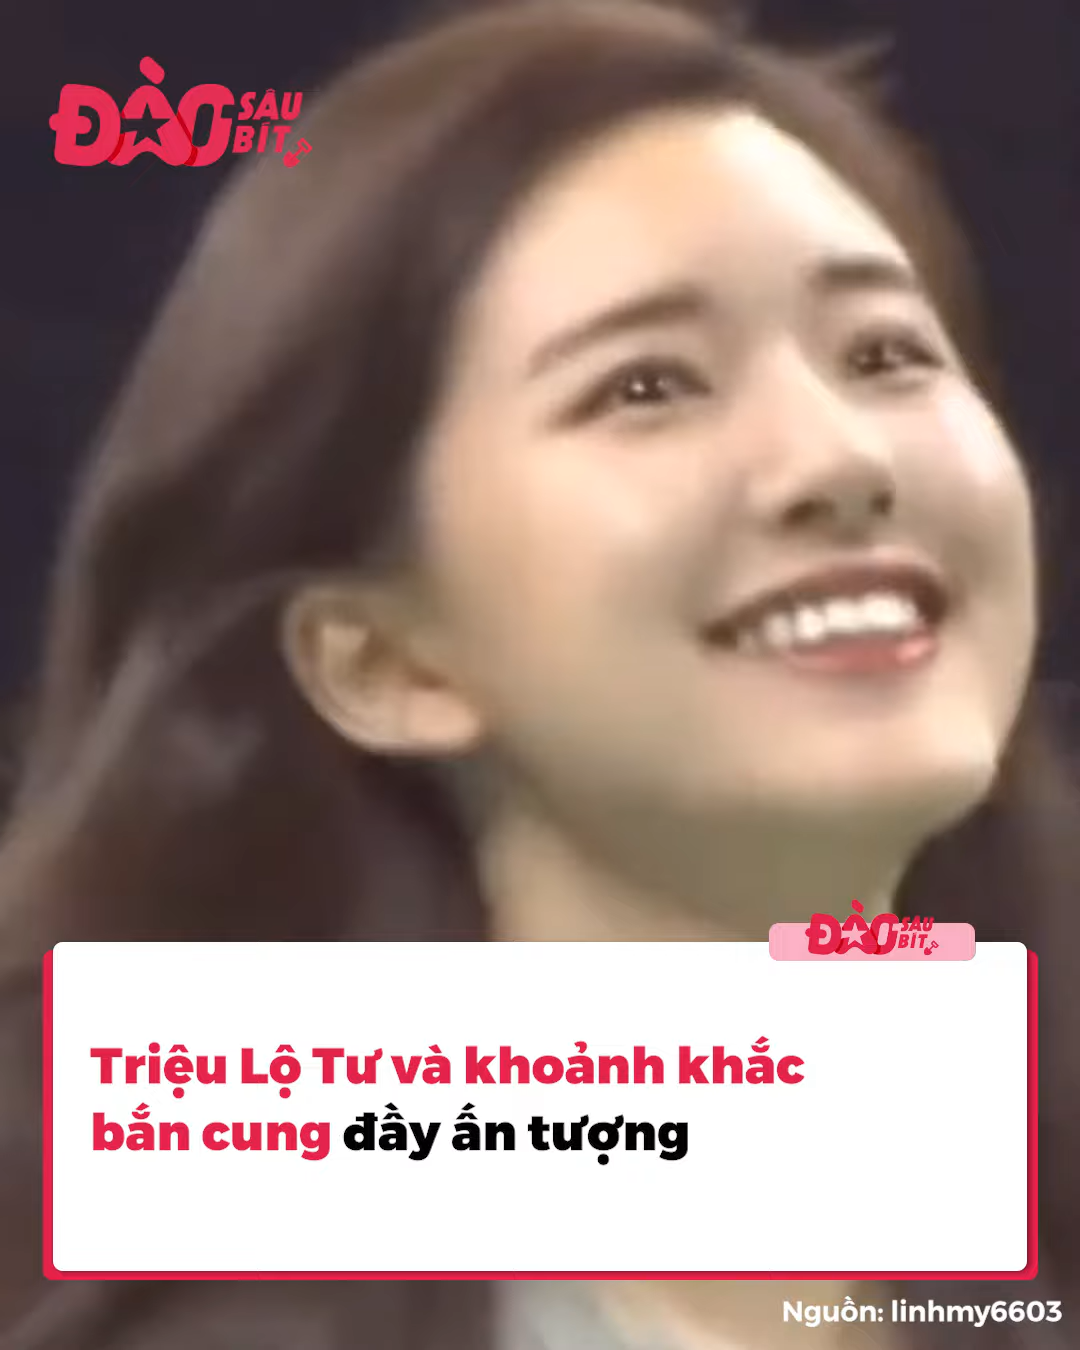 ĐÀO SÂU BÍT
ĐÀO SÂU BÍT
Triệu Lộ Tư và khoảnh khắc
bắn cung đầy ấn tượng
Nguồn: linhmy6603